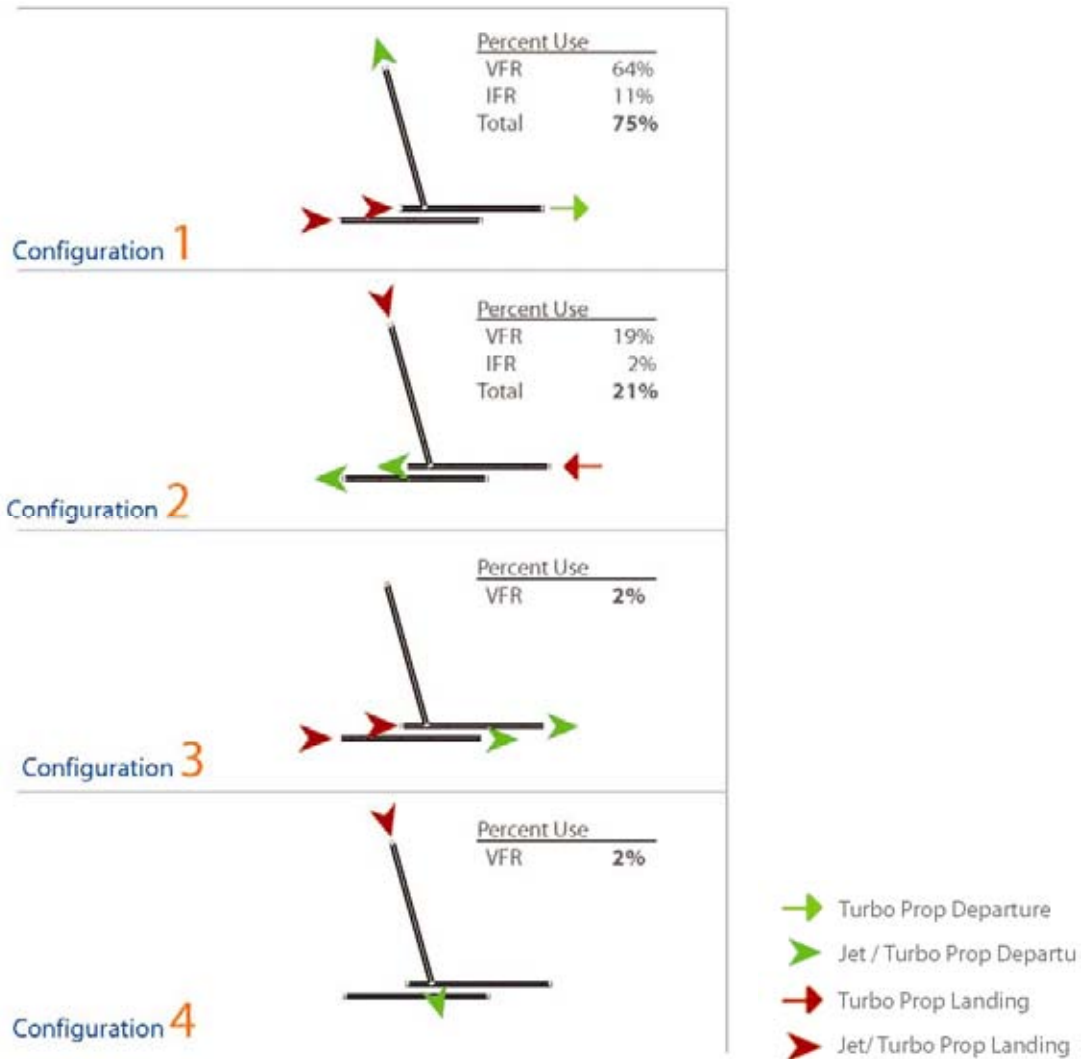 Percent Use
VFR 64%
IFR 11%
Total 75%
Configuration 1
Percent Use
VFR 19%
IFR 2%
Total 21%
Configuration 2
Percent Use
VFR 2%
Configuration 3
Percent Use
VFR 2%
Configuration 4
Turbo Prop Departure
Jet / Turbo Prop Departu
Turbo Prop Landing
Jet/ Turbo Prop Landing